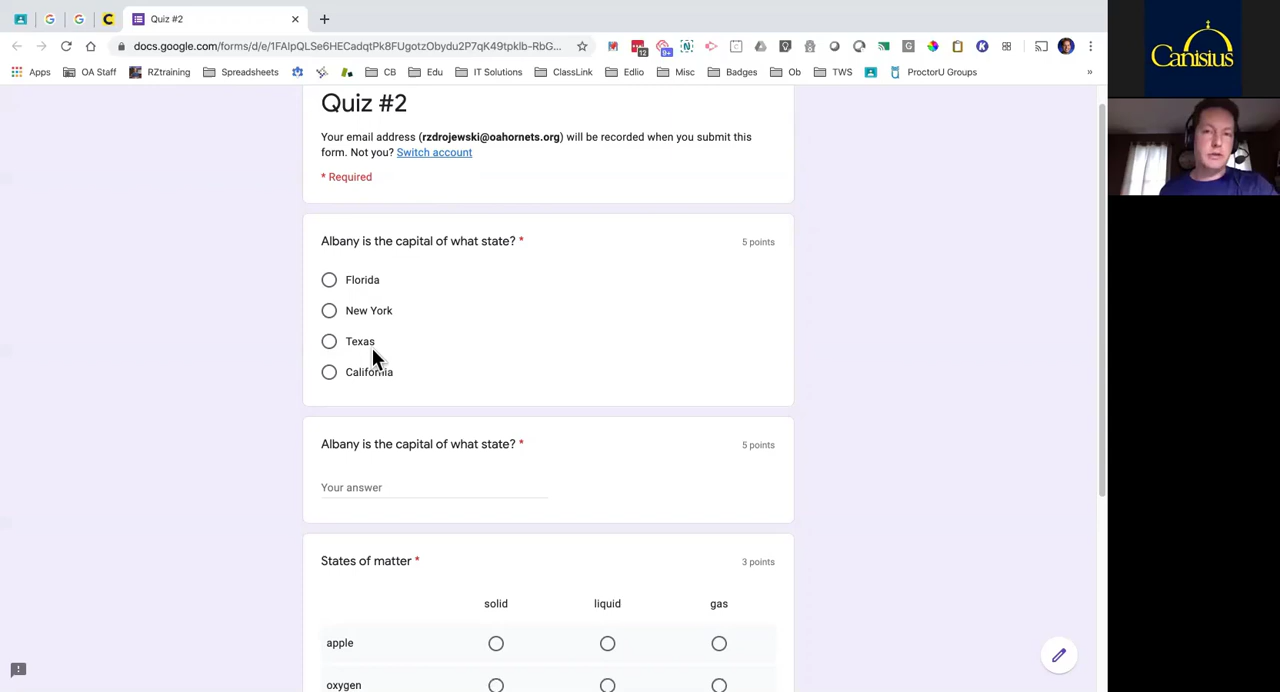 Quiz #2
docs.google.com/forms/d/e/1FAIpQLSe6HECadqtPk8FUgotzObydu2P7qK49tpklb-RbG...
12
9+
Apps
OA Staff
RZtraining
Spreadsheets
CB
Edu
IT Solutions
ClassLink
Edlio
Misc
Badges
Ob
TWS
ProctorU Groups
»
Canisius
Quiz #2
Your email address (rzdrojewski@oahornets.org) will be recorded when you submit this
form. Not you? Switch account
* Required
Albany is the capital of what state? *
5 points
Florida
New York
Texas
California
Albany is the capital of what state? *
5 points
Your answer
States of matter *
3 points
solid liquid gas
apple
oxygen